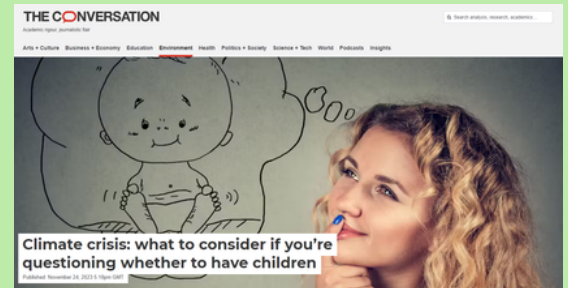 THE CONVERSATION
Academic rigour, journalistic flair
Search analysis, research, academics...
Arts + Culture Business + Economy Education Environment Health Politics + Society Science + Tech World Podcasts Insights
Climate crisis: what to consider if you're
questioning whether to have children
Published: November 24, 2023 5.16pm GMT